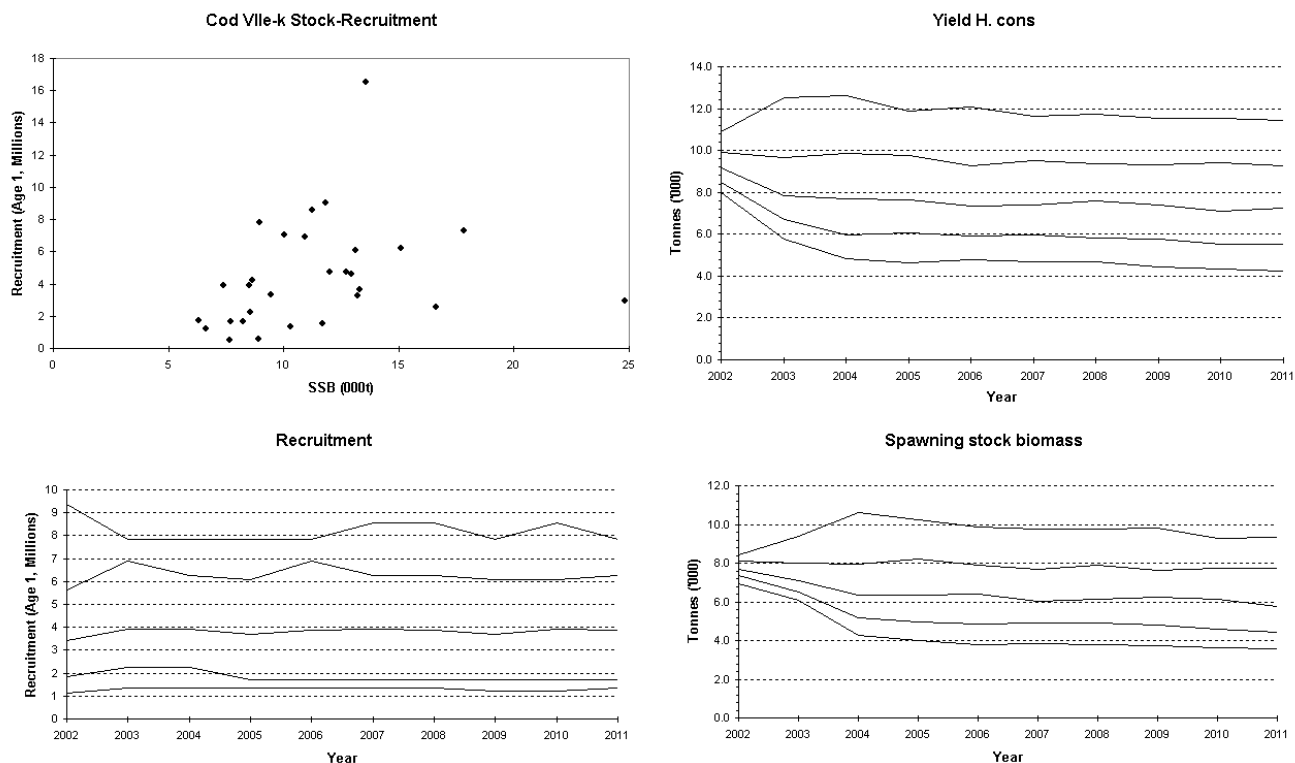 Cod VIIe-k Stock-Recruitment
Recruitment (Age 1, Millions)
18
16
14
12
10
8
6
4
2
0
0 5 10 15 20 25
SSB (000t)
Yield H. cons
Tonnes ('000)
14.0
12.0
10.0
8.0
6.0
4.0
2.0
0.0
2002 2003 2004 2005 2006 2007 2008 2009 2010 2011
Year
Recruitment
Recruitment (Age 1, Millions)
10
9
8
7
6
5
4
3
2
1
0
2002 2003 2004 2005 2006 2007 2008 2009 2010 2011
Year
Spawning stock biomass
Tonnes ('000)
12.0
10.0
8.0
6.0
4.0
2.0
0.0
2002 2003 2004 2005 2006 2007 2008 2009 2010 2011
Year